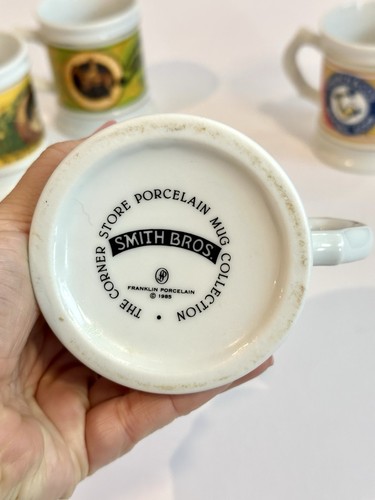 THE CORNER STORE PORCELAIN MUG COLLECTION •
SMITH BROS.
FRANKLIN PORCELAIN
© 1985